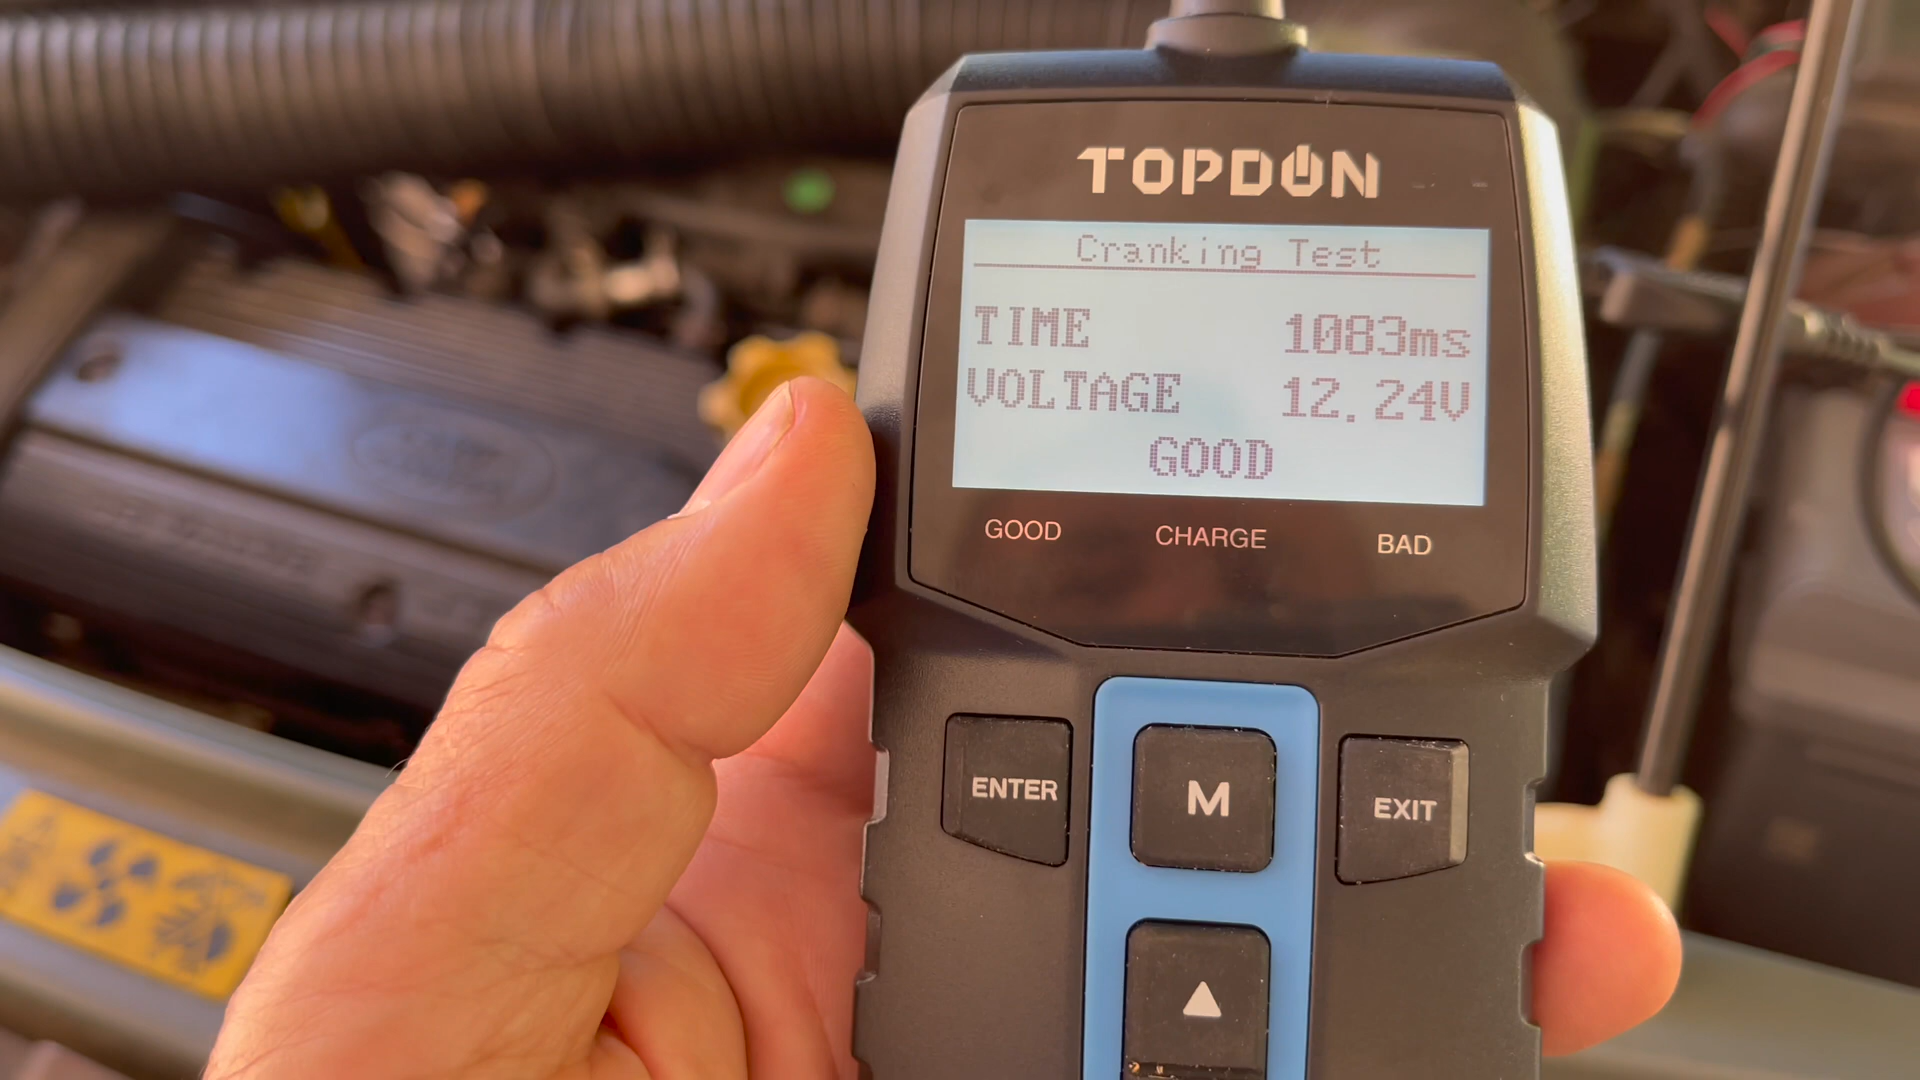 TOPDON
Cranking Test
TIME 1083ms
VOLTAGE 12.24V
GOOD
GOOD CHARGE BAD
ENTER M EXIT